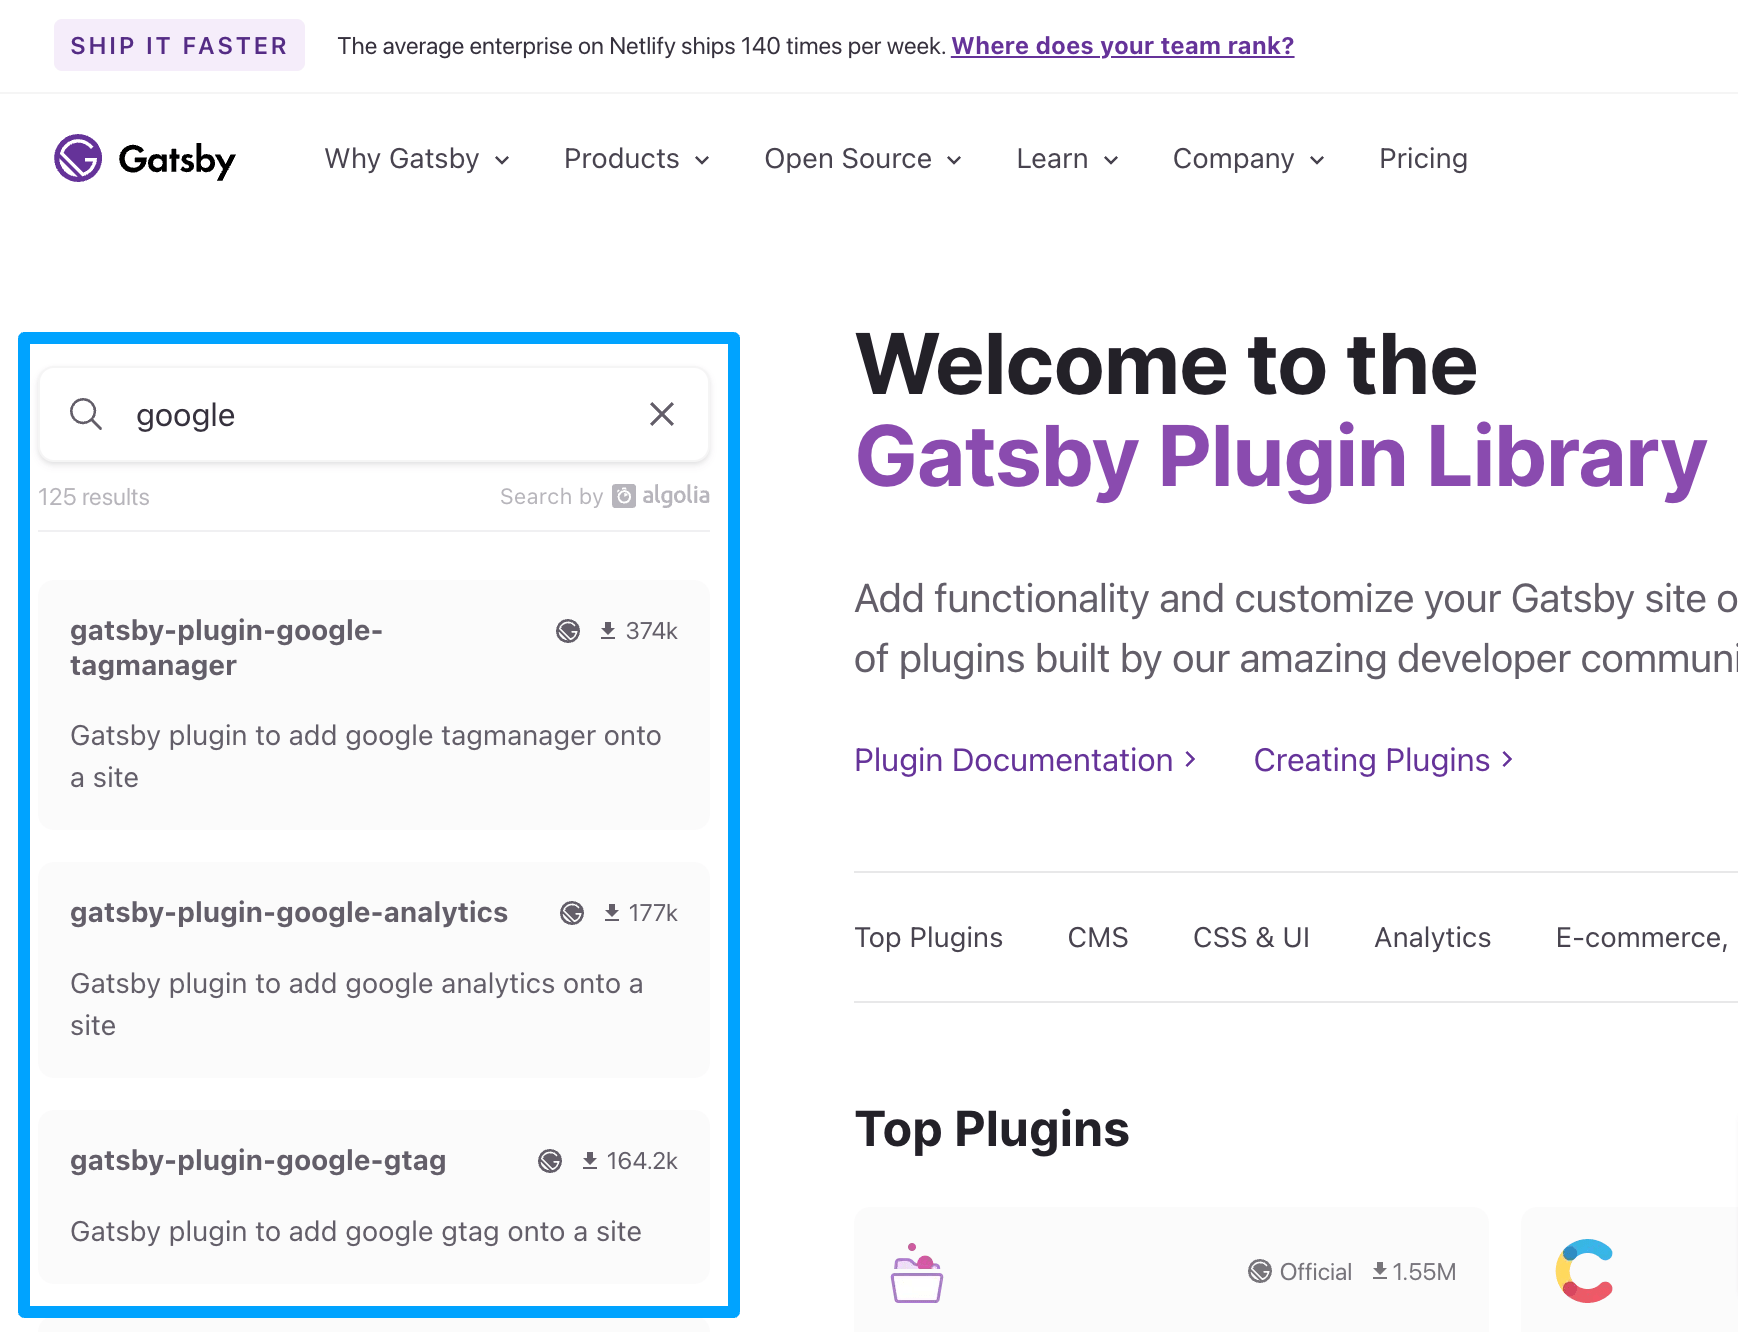 SHIP IT FASTER
The average enterprise on Netlify ships 140 times per week. Where does your team rank?
Gatsby
Why Gatsby
Products
Open Source
Learn
Company
Pricing
google
125 results
Search by algolia
gatsby-plugin-google-
tagmanager
374k
Gatsby plugin to add google tagmanager onto
a site
gatsby-plugin-google-analytics
177k
Gatsby plugin to add google analytics onto a
site
gatsby-plugin-google-gtag
164.2k
Gatsby plugin to add google gtag onto a site
Welcome to the
Gatsby Plugin Library
Add functionality and customize your Gatsby site
of plugins built by our amazing developer
Plugin Documentation
Creating Plugins
Top Plugins
CMS
CSS & UI
Analytics
E-commerce,
Top Plugins
Official
1.55M